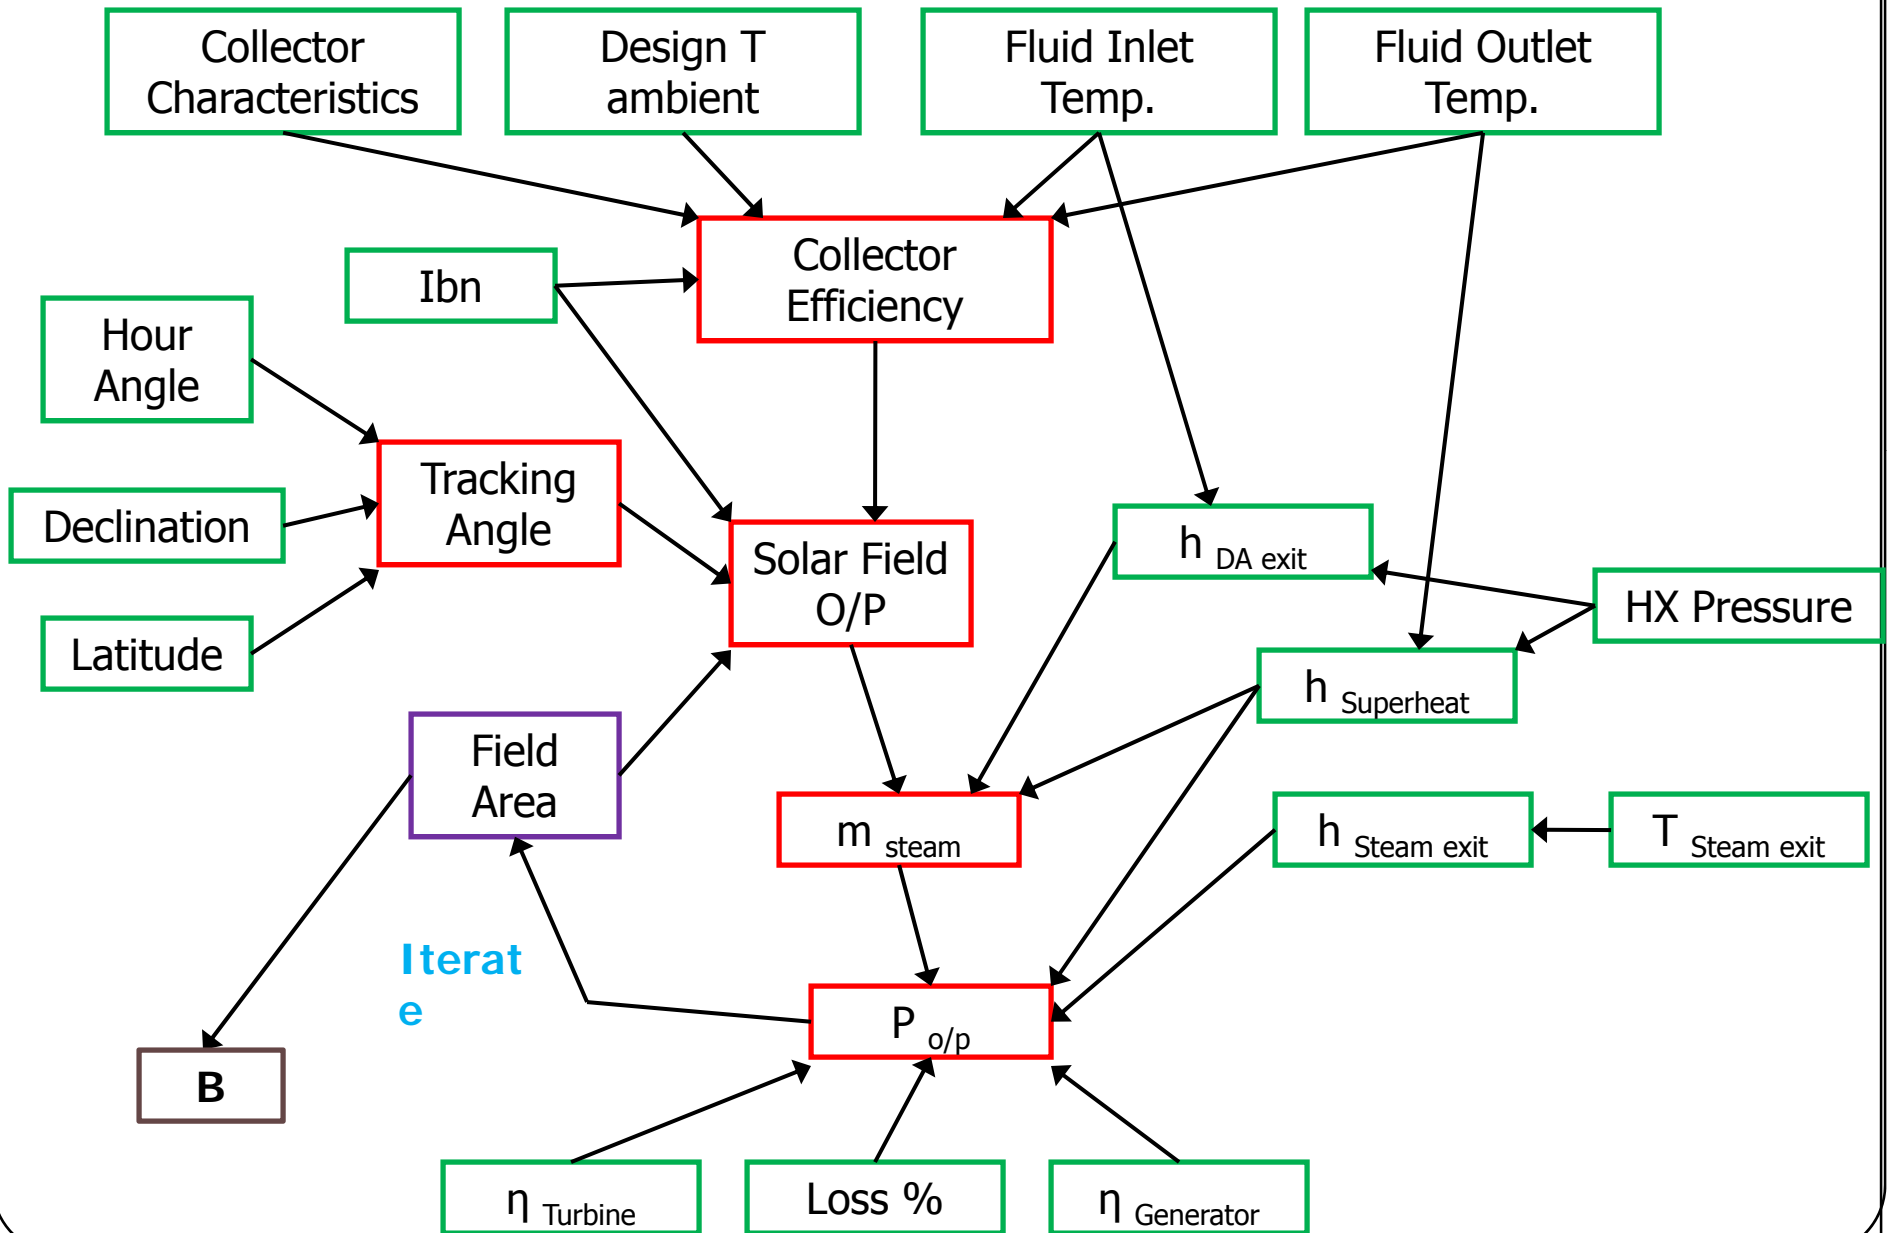 Collector
Characteristics
Design T
ambient
Fluid Inlet
Temp.
Fluid Outlet
Temp.
Collector
Efficiency
Ibn
Hour
Angle
Tracking
Angle
Declination
Latitude
Solar Field
O/P
h DA exit
HX Pressure
h Superheat
Field
Area
m steam
h Steam exit
T Steam exit
Iterat
e
P o/p
B
η Turbine
Loss %
η Generator